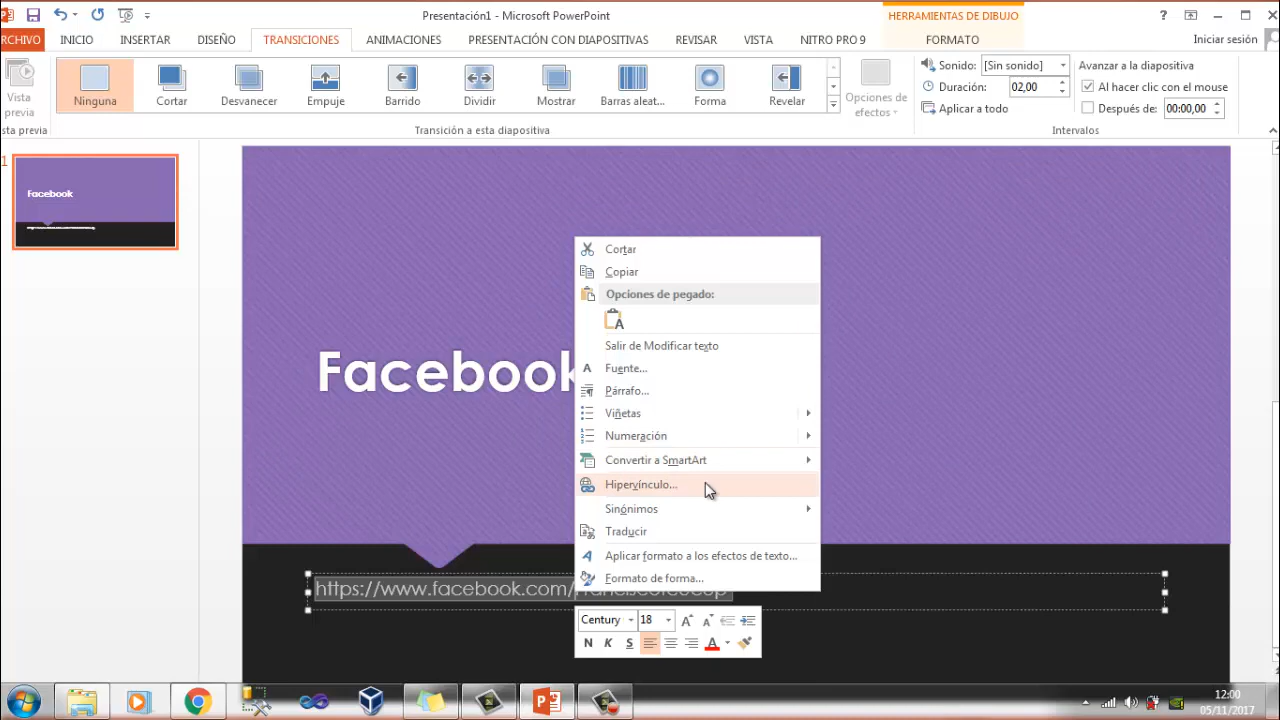 Presentación1 - Microsoft PowerPoint
HERRAMIENTAS DE DIBUJO
ARCHIVO INICIO INSERTAR DISEÑO TRANSICIONES ANIMACIONES PRESENTACIÓN CON DIAPOSITIVAS REVISAR VISTA NITRO PRO 9 FORMATO Iniciar sesión
Vista previa
Ninguna Cortar Desvanecer Empuje Barrido Dividir Mostrar Barras aleat... Forma Revelar
Opciones de efectos
Sonido: [Sin sonido]
Duración: 02,00
Aplicar a todo
Avanzar a la diapositiva
Al hacer clic con el mouse
Después de: 00:00,00
sta previa Transición a esta diapositiva Intervalos
1
Facebook
Facebook
Cortar
Copiar
Opciones de pegado:
Salir de Modificar texto
Fuente...
Párrafo...
Viñetas
Numeración
Convertir a SmartArt
Hipervínculo...
Sinónimos
Traducir
Aplicar formato a los efectos de texto...
Formato de forma...
https://www.facebook.com/
Century 18
N K S A
12:00
05/11/2017